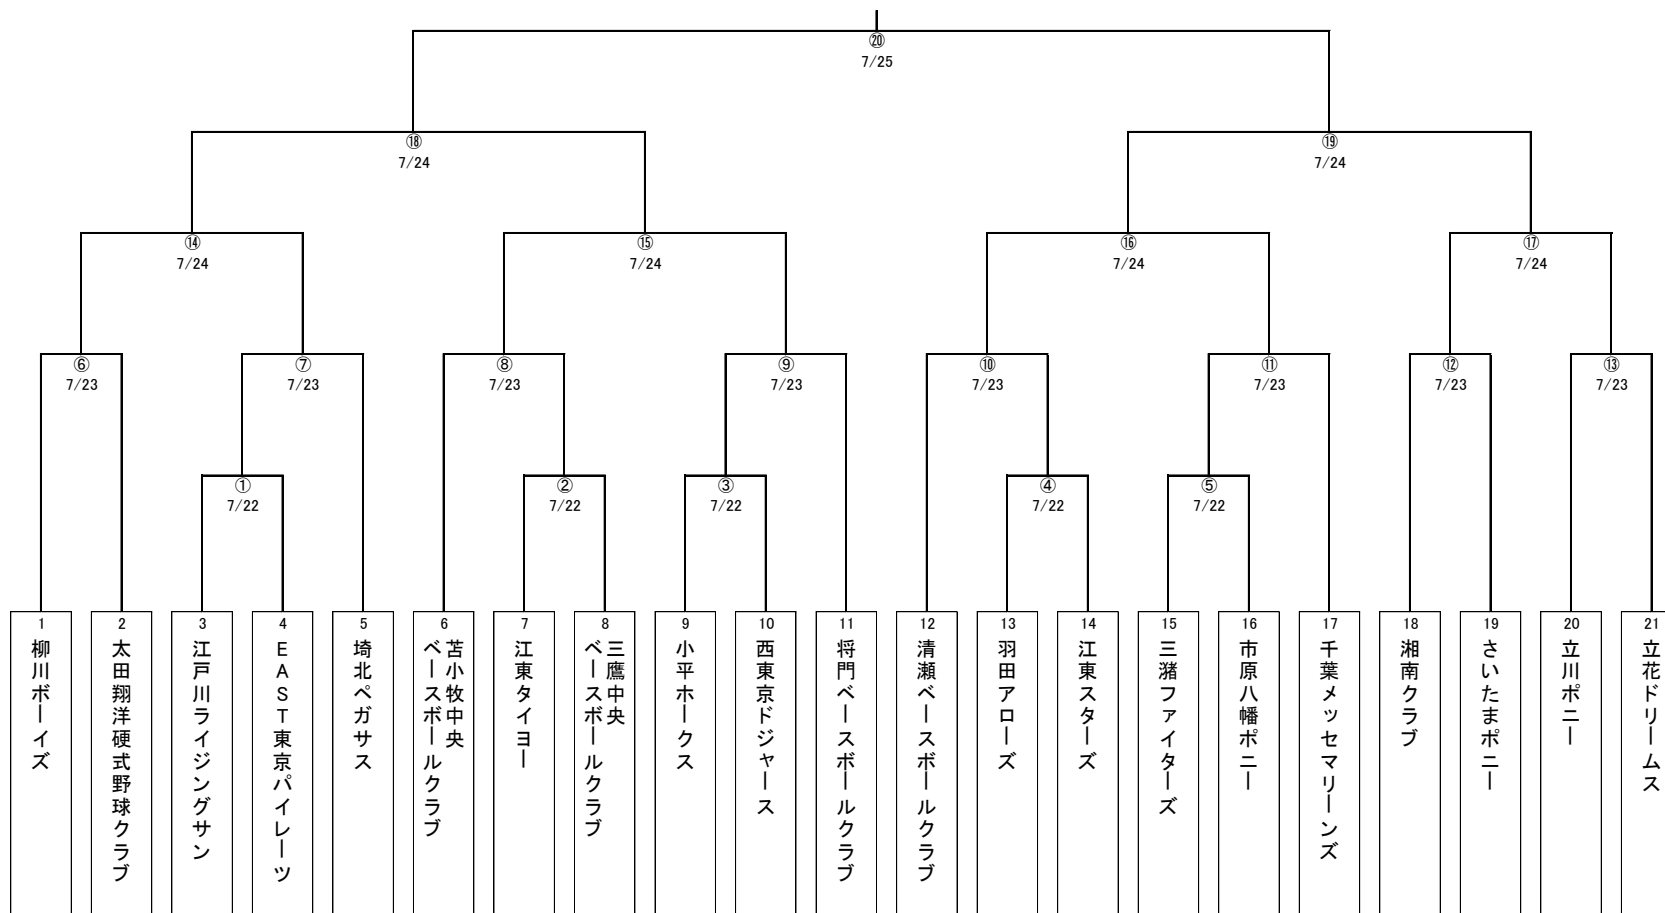 ⑳
7/25
⑱
7/24
⑲
7/24
⑭
7/24
⑮
7/24
⑯
7/24
⑰
7/24
⑥
7/23
⑦
7/23
⑧
7/23
⑨
7/23
⑩
7/23
⑪
7/23
⑫
7/23
⑬
7/23
①
7/22
②
7/22
③
7/22
④
7/22
⑤
7/22
1
柳川ボーイズ
2
太田翔洋硬式野球クラブ
3
江戸川ライジングサン
4
EAST東京パイレーツ
5
埼北ペガサス
6
苫小牧中央
ベースボールクラブ
7
江東タイヨー
8
三鷹中央
ベースボールクラブ
9
小平ホークス
10
西東京ドジャース
11
将門ベースボールクラブ
12
清瀬ベースボールクラブ
13
羽田アローズ
14
江東スターズ
15
三潴ファイターズ
16
市原八幡ポニー
17
千葉メッセマリーンズ
18
湘南クラブ
19
さいたまポニー
20
立川ポニー
21
立花ドリームス